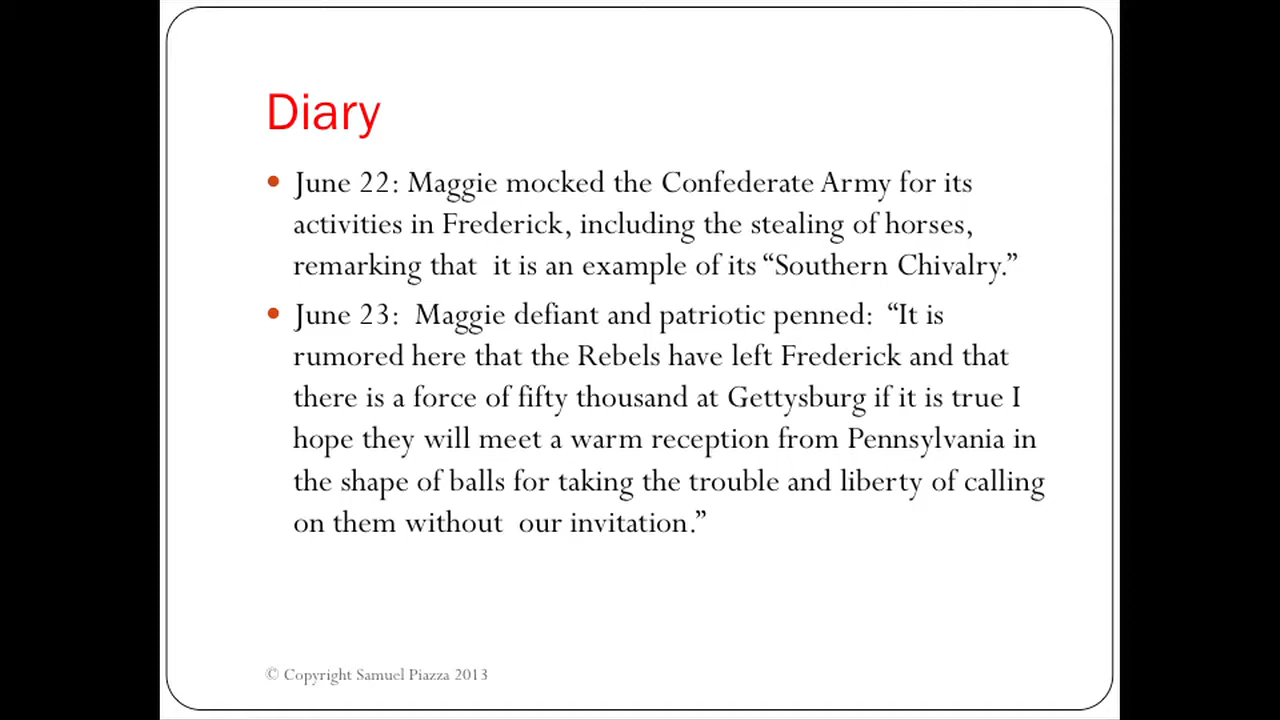 Diary
• June 22: Maggie mocked the Confederate Army for its
activities in Frederick, including the stealing of horses,
remarking that  it is an example of its “Southern Chivalry.”
• June 23:  Maggie defiant and patriotic penned:  “It is
rumored here that the Rebels have left Frederick and that
there is a force of fifty thousand at Gettysburg if it is true I
hope they will meet a warm reception from Pennsylvania in
the shape of balls for taking the trouble and liberty of calling
on them without  our invitation.”
© Copyright Samuel Piazza 2013